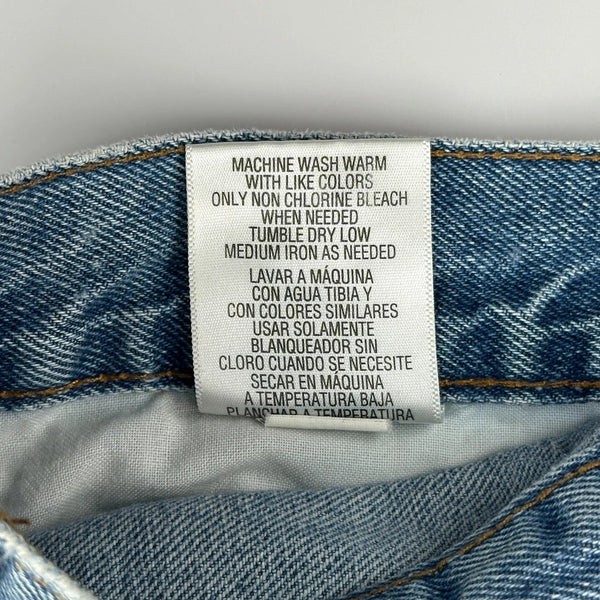 MACHINE WASH WARM
WITH LIKE COLORS
ONLY NON CHLORINE BLEACH
WHEN NEEDED
TUMBLE DRY LOW
MEDIUM IRON AS NEEDED
LAVAR A MÁQUINA
CON AGUA TIBIA Y
CON COLORES SIMILARES
USAR SOLAMENTE
BLANQUEADOR SIN
CLORO CUANDO SE NECESITE
SECAR EN MÁQUINA
A TEMPERATURA BAJA
PLANCHAR A TEMPERATURA